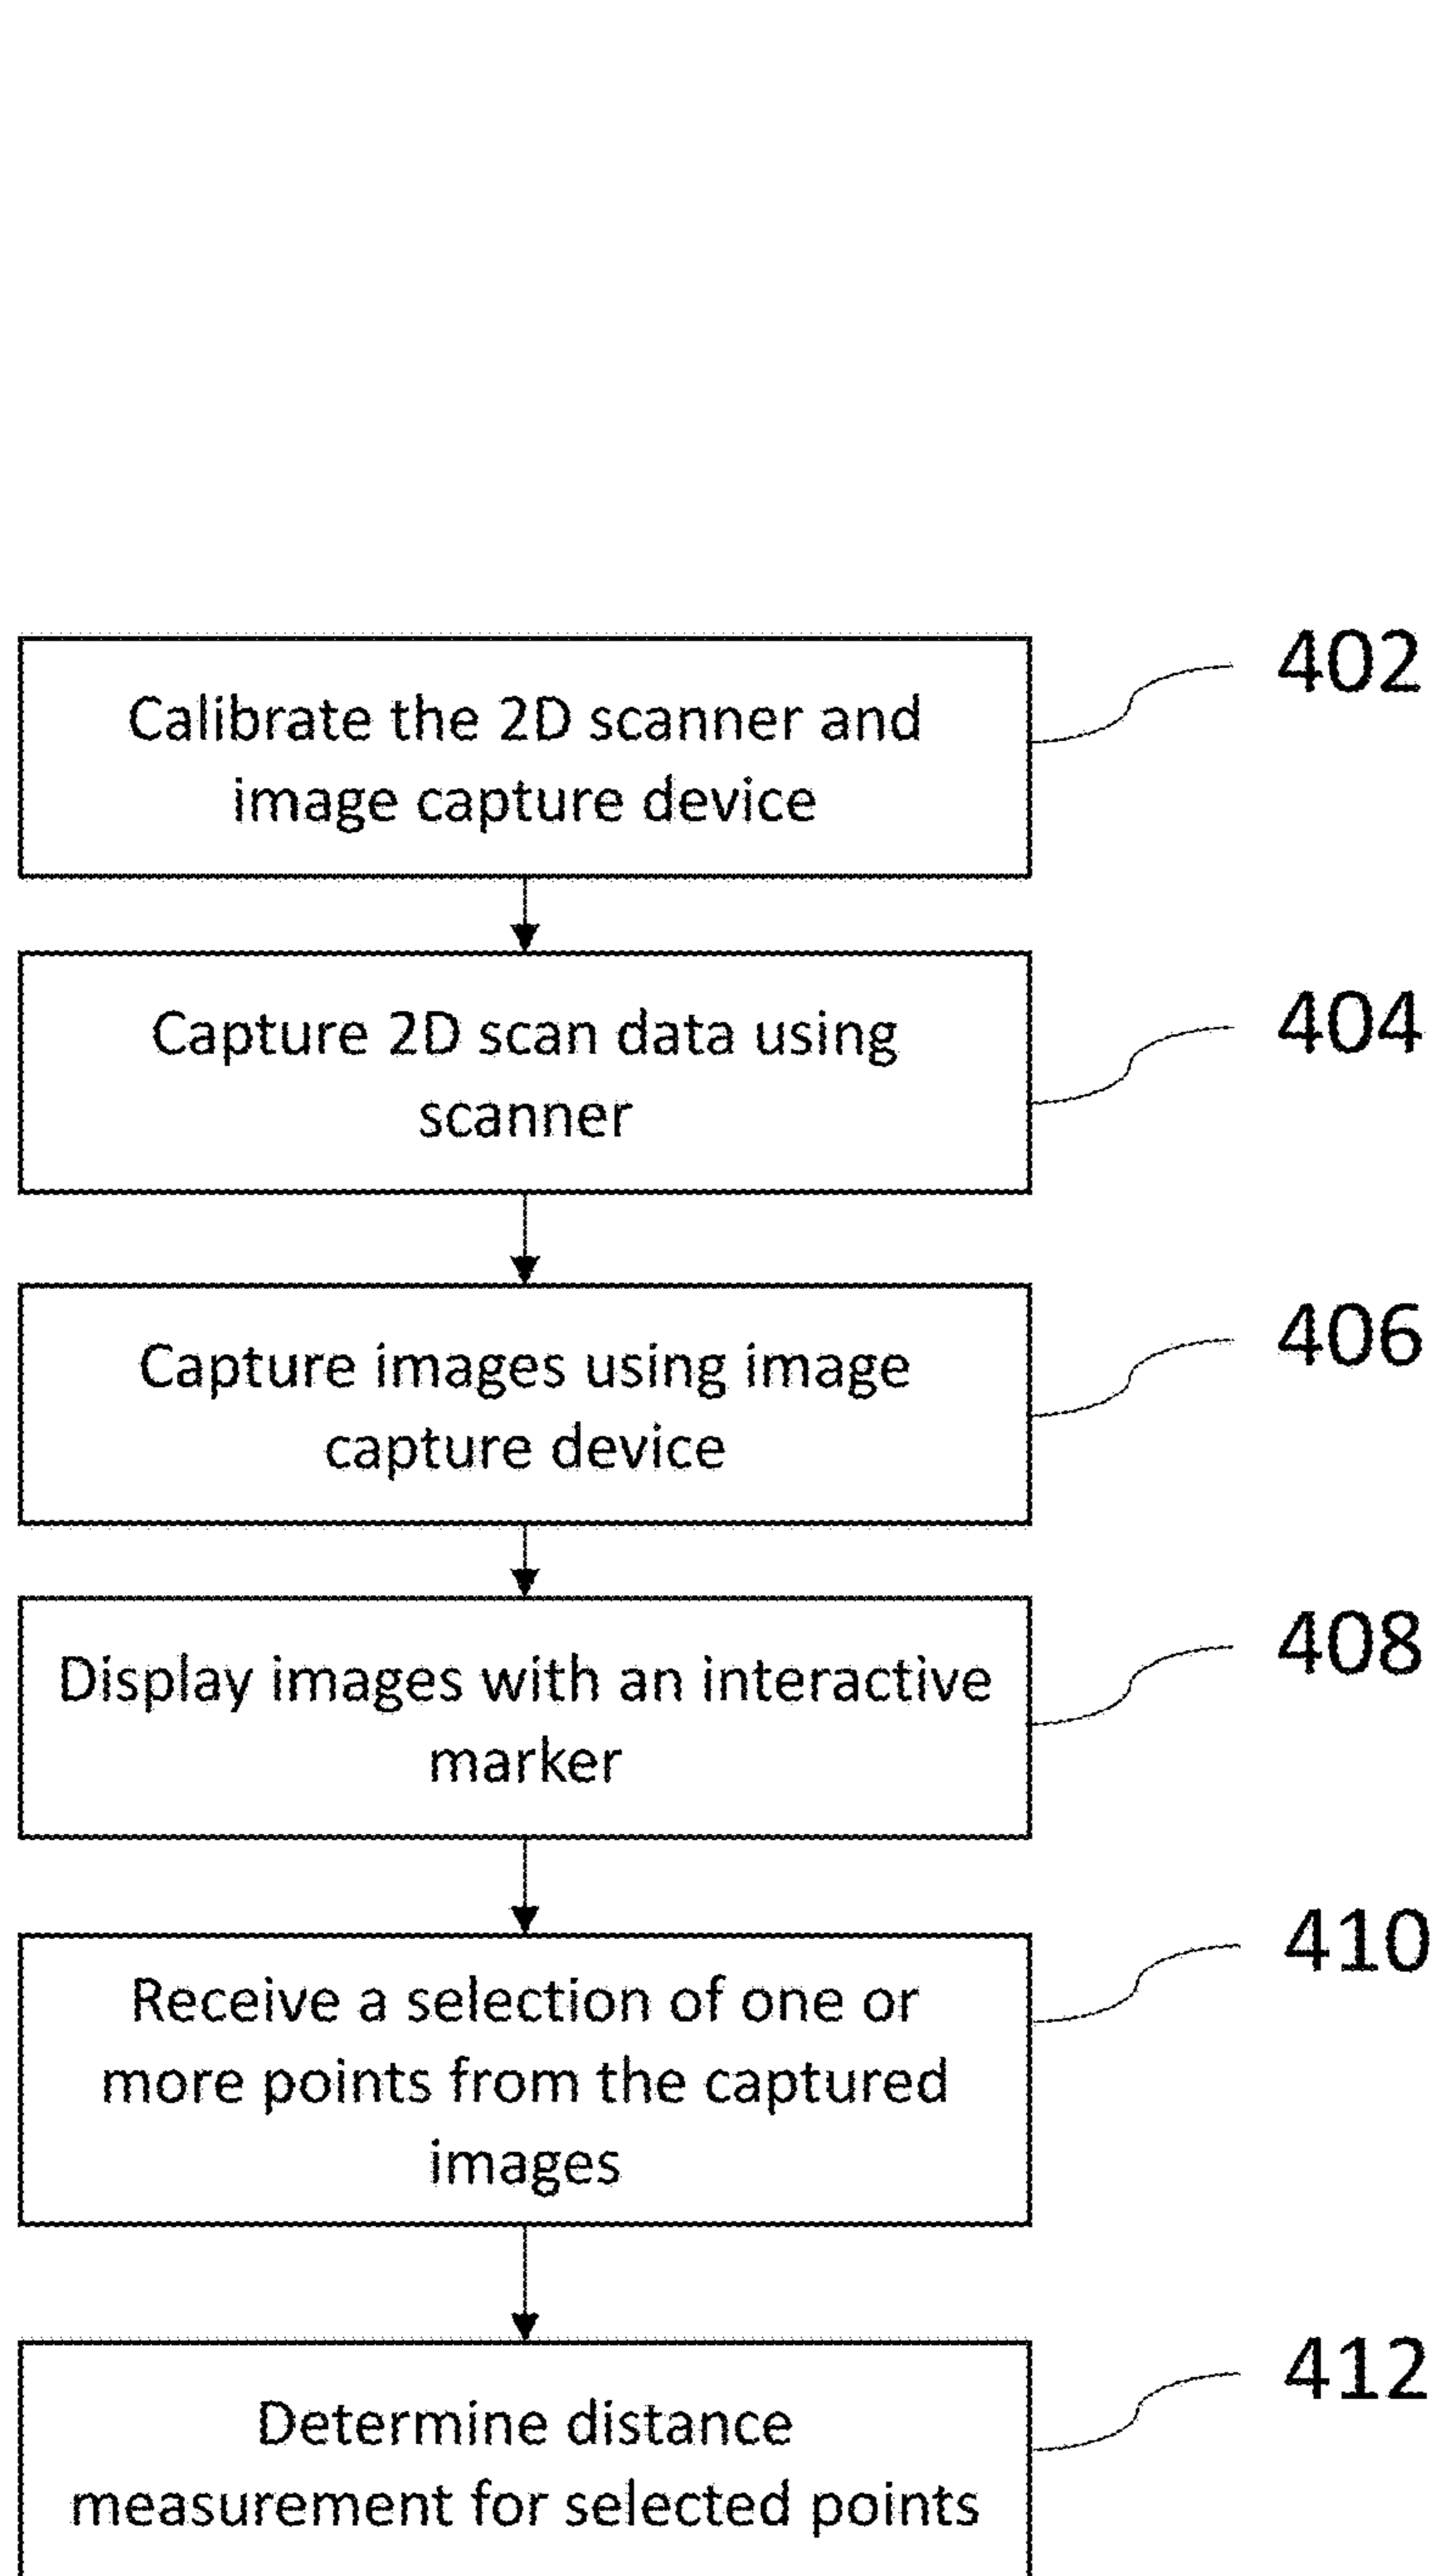 402
Calibrate the 2D scanner and
image capture device
404
Capture 2D scan data using
scanner
406
Capture images using image
capture device
408
Display images with an interactive
marker
410
Receive a selection of one or
more points from the captured
images
412
Determine distance
measurement for selected points